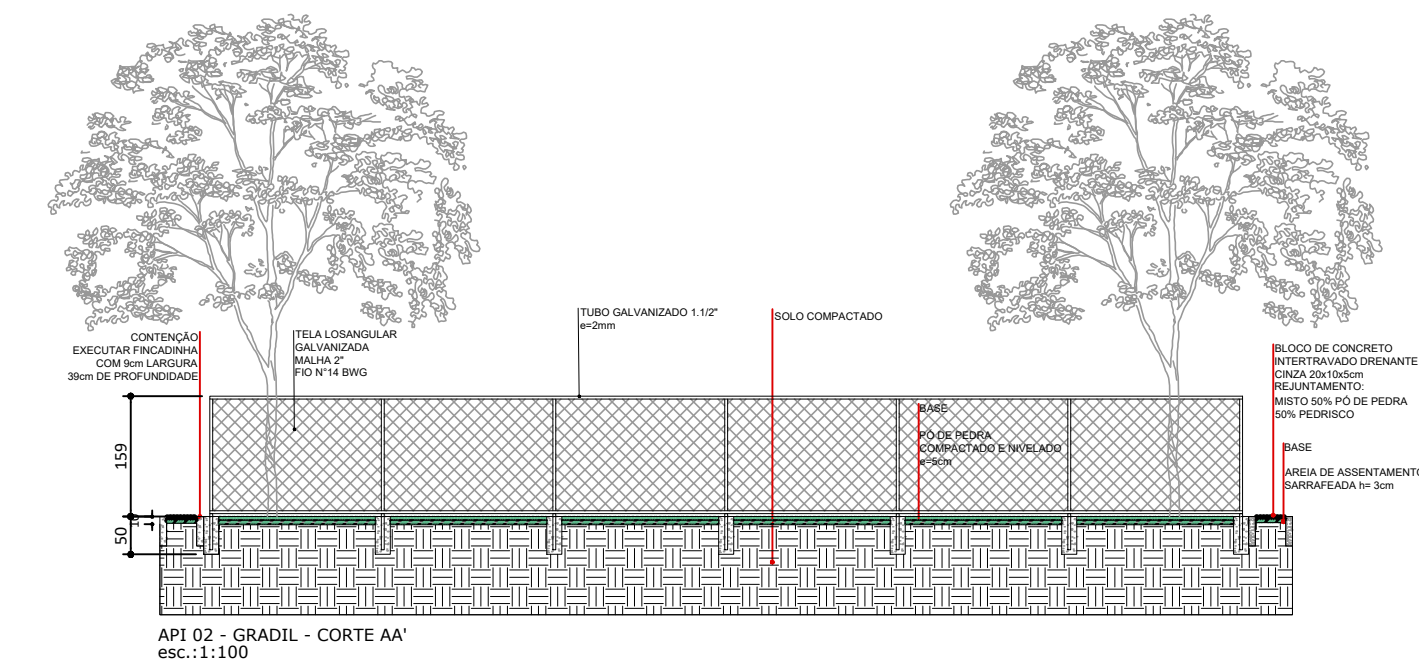 CONTENÇÃO
EXECUTAR FINCADINHA
COM 9cm LARGURA
39cm DE PROFUNDIDADE
TELA LOSANGULAR
GALVANIZADA
MALHA 2"
FIO N°14 BWG
TUBO GALVANIZADO 1.1/2"
e=2mm
SOLO COMPACTADO
BASE
PÓ DE PEDRA
COMPACTADO E NIVELADO
e=5cm
BLOCO DE CONCRETO
INTERTRAVADO DRENANTE
CINZA 20x10x5cm
REJUNTAMENTO:
MISTO 50% PÓ DE PEDRA
50% PEDRISCO
BASE
AREIA DE ASSENTAMENTO
SARRAFEADA h= 3cm
159
50
API 02 - GRADIL - CORTE AA'
esc.:1:100